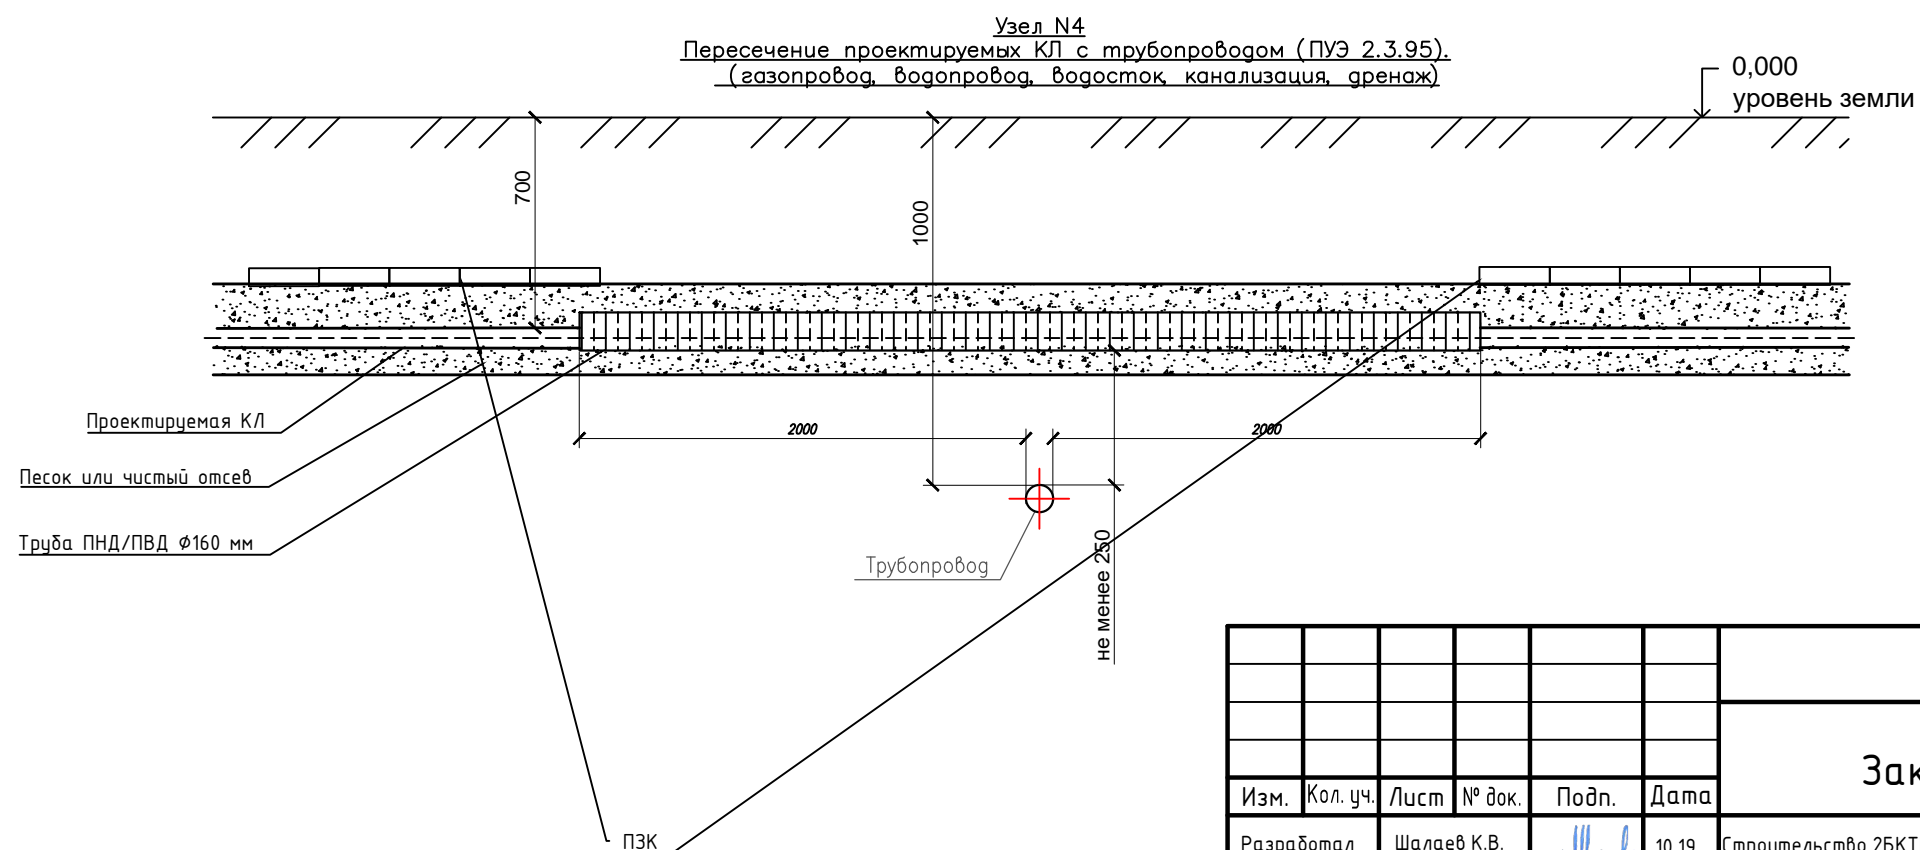 Узел N4
Пересечение проектируемых КЛ с трубопроводом (ПУЭ 2.3.95).
(газопровод, водопровод, водосток, канализация, дренаж)
0,000
уровень земли
700
1000
Проектируемая КЛ
2000
2000
Песок или чистый отсев
Труба ПНД/ПВД Ф160 мм
Трубопровод
не менее 250
ПЗК
Зак
Изм.
Кол. уч.
Лист
№ док.
Подп.
Дата
Разработал
Шалаев К.В.
10.19
Строительство 2БКТ